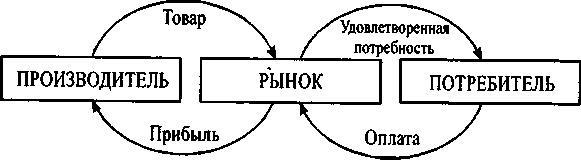 Товар
Удовлетворенная
потребность
ПРОИЗВОДИТЕЛЬ
РЫНОК
ПОТРЕБИТЕЛЬ
Прибыль
Оплата